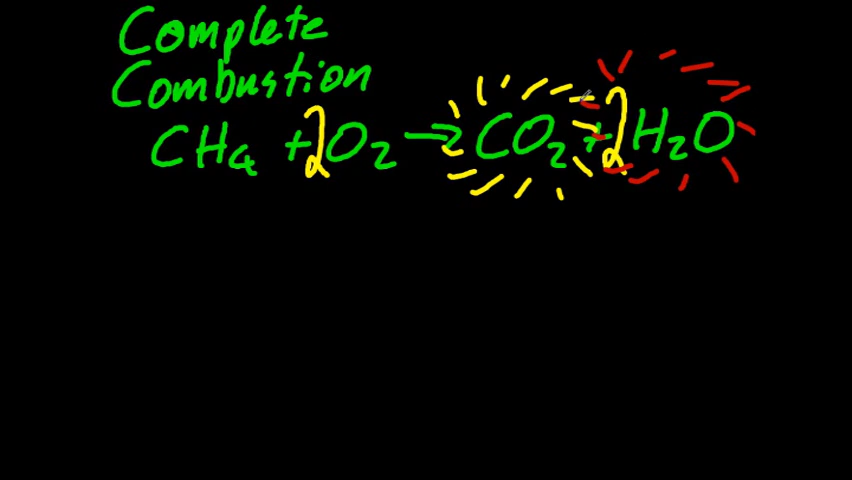 Complete
Combustion
CH₄ + 2O₂ → CO₂ + 2H₂O